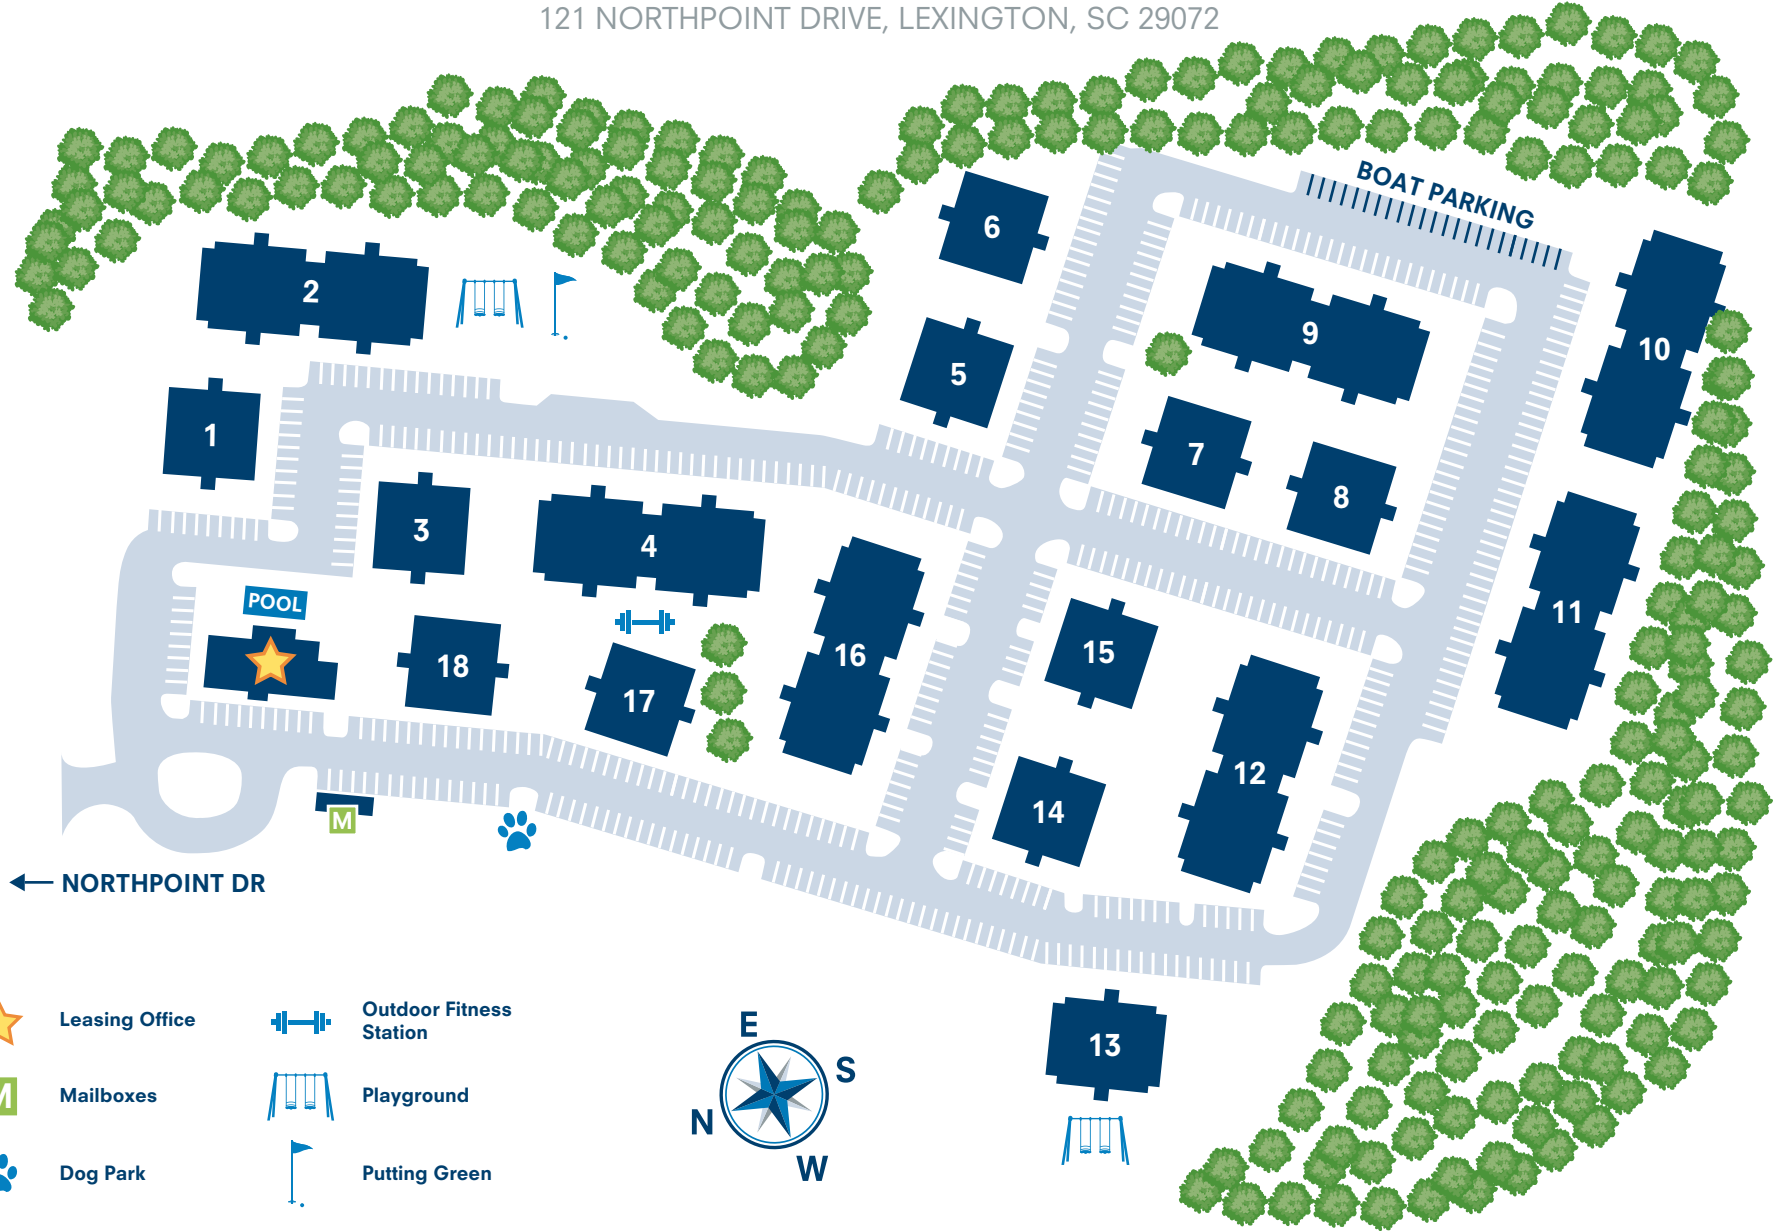 121 NORTHPOINT DRIVE, LEXINGTON, SC 29072
BOAT PARKING
6
2
9
10
5
1
7
8
3
4
POOL
11
16
15
18
17
12
14
M
NORTHPOINT DR
13
Leasing Office
Outdoor Fitness
Station
Mailboxes
Playground
Dog Park
Putting Green
M
E
S
N
W